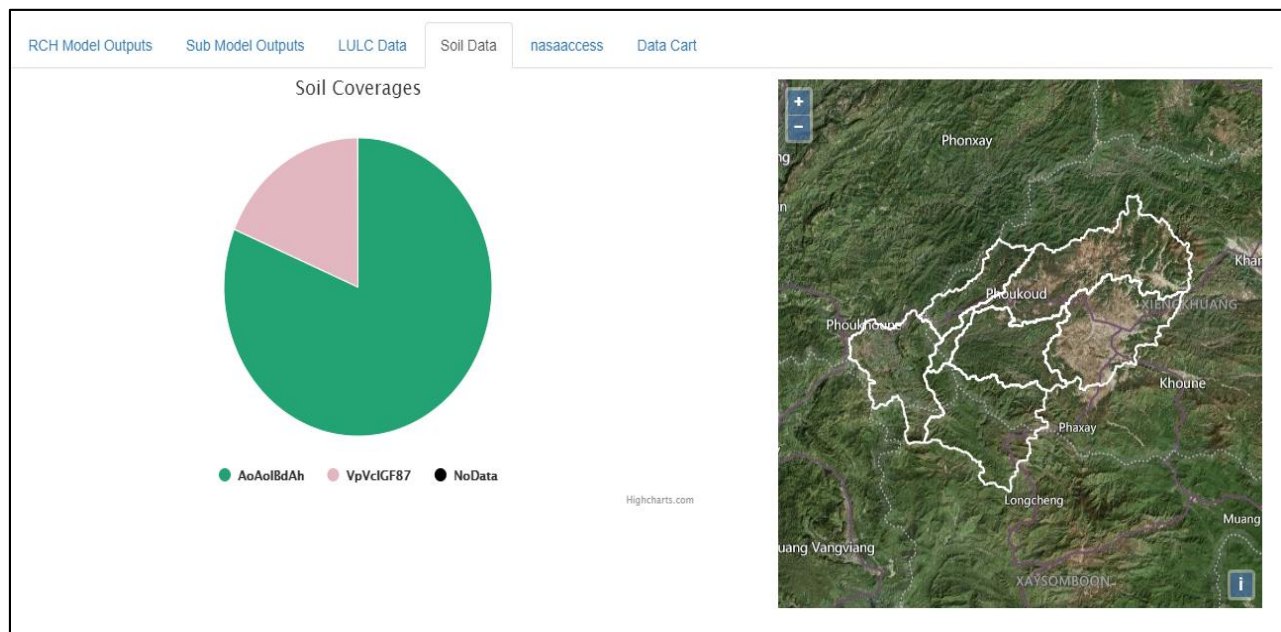 RCH Model Outputs
Sub Model Outputs
LULC Data
Soil Data
nasaaccess
Data Cart
Soil Coverages
AoAolBdAh
VpVclGF87
NoData
Highcharts.com
+
−
Phonxay
Phoukoud
Khan
XIENGKHUANG
Phoukhoune
Khoune
Phaxay
Longcheng
Muang
uang Vangviang
XAYSOMBOON
i